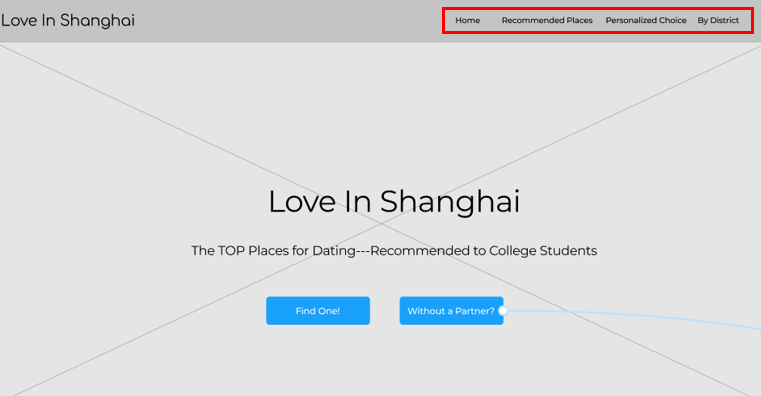 Love In Shanghai
Home Recommended Places Personalized Choice By District
Love In Shanghai
The TOP Places for Dating---Recommended to College Students
Find One! Without a Partner?